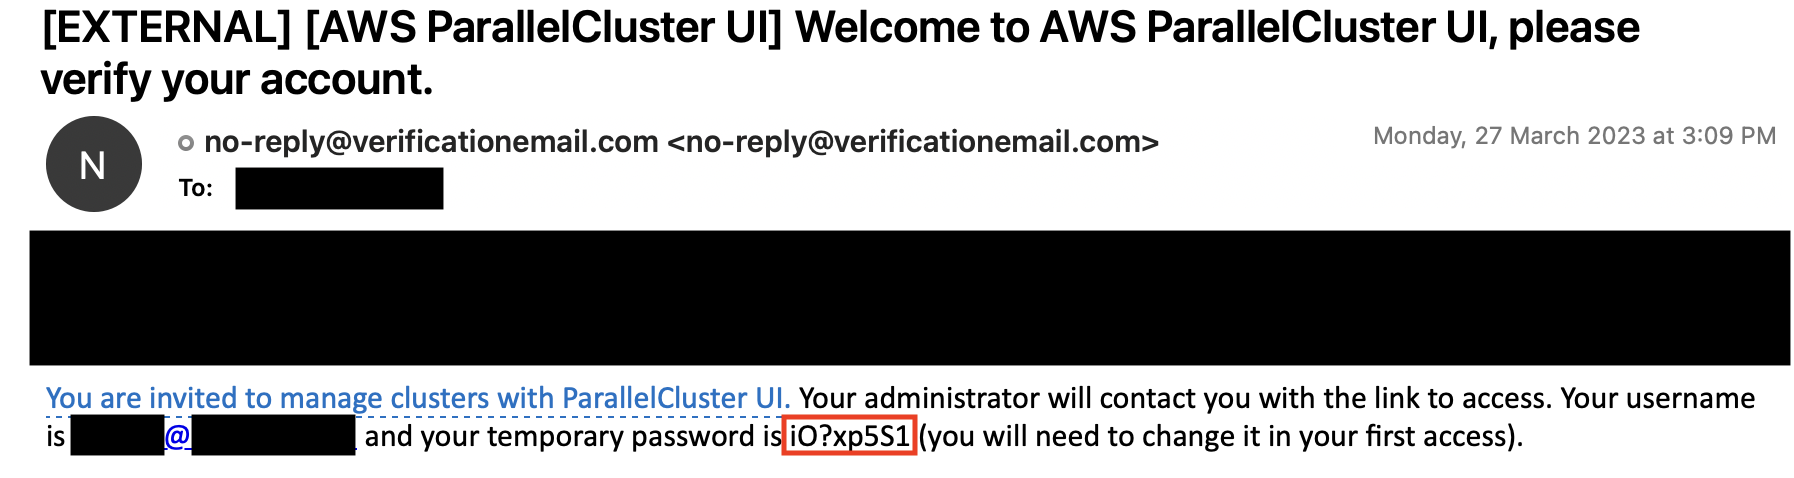 [EXTERNAL] [AWS ParallelCluster UI] Welcome to AWS ParallelCluster UI, please
verify your account.
N
no-reply@verificationemail.com <no-reply@verificationemail.com>
Monday, 27 March 2023 at 3:09 PM
To:
You are invited to manage clusters with ParallelCluster UI. Your administrator will contact you with the link to access. Your username
is @ and your temporary password is iO?xp5S1 (you will need to change it in your first access).